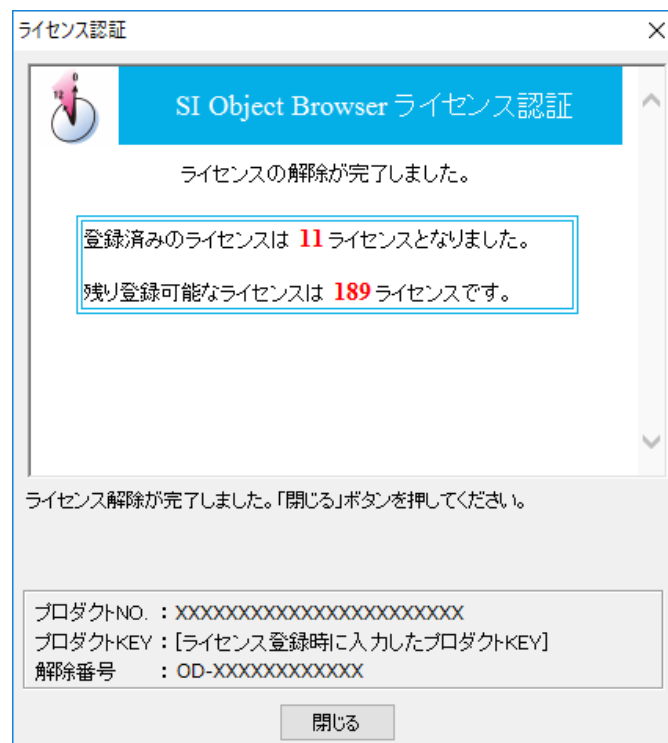 ライセンス認証
SI Object Browser ライセンス認証
ライセンスの解除が完了しました。
登録済みのライセンスは 11 ライセンスとなりました。
残り登録可能なライセンスは 189 ライセンスです。
ライセンス解除が完了しました。「閉じる」ボタンを押してください。
プロダクトNO. : XXXXXXXXXXXXXXXXXXXXXXX
プロダクトKEY : [ライセンス登録時に入力したプロダクトKEY]
解除番号 : OD-XXXXXXXXXXXX
閉じる